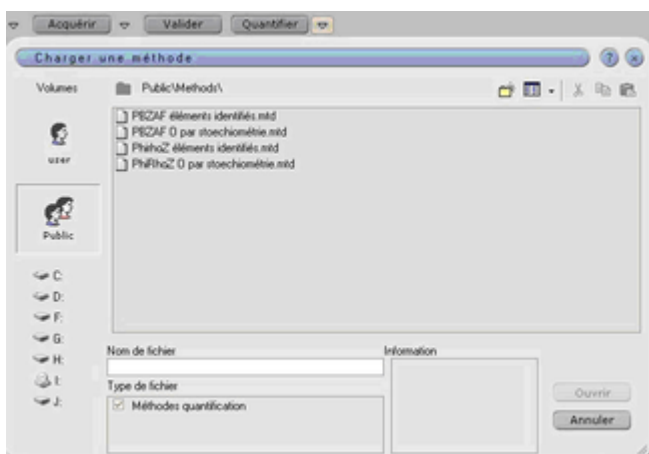 Acquérir Valider Quantifier
Charger une méthode
Volumes Public\Methods\
PBZAF éléments identifiés.mtd
PBZAF O par stoechiométrie.mtd
PhirhoZ éléments identifiés.mtd
PhiRhoZ O par stoechiométrie.mtd
user
Public
C:
D:
F:
G:
H:
I:
J:
Nom de fichier Information
Type de fichier
Méthodes quantification
Ouvrir
Annuler